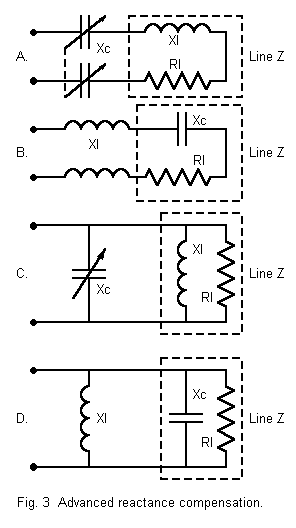 Xl
Xc
A.
Rl
Line Z
Xc
B.
Line Z
Xl
Rl
Xl
C.
Line Z
Xc
Rl
Xc
D.
Xl
Line Z
Rl
Fig. 3 Advanced reactance compensation.